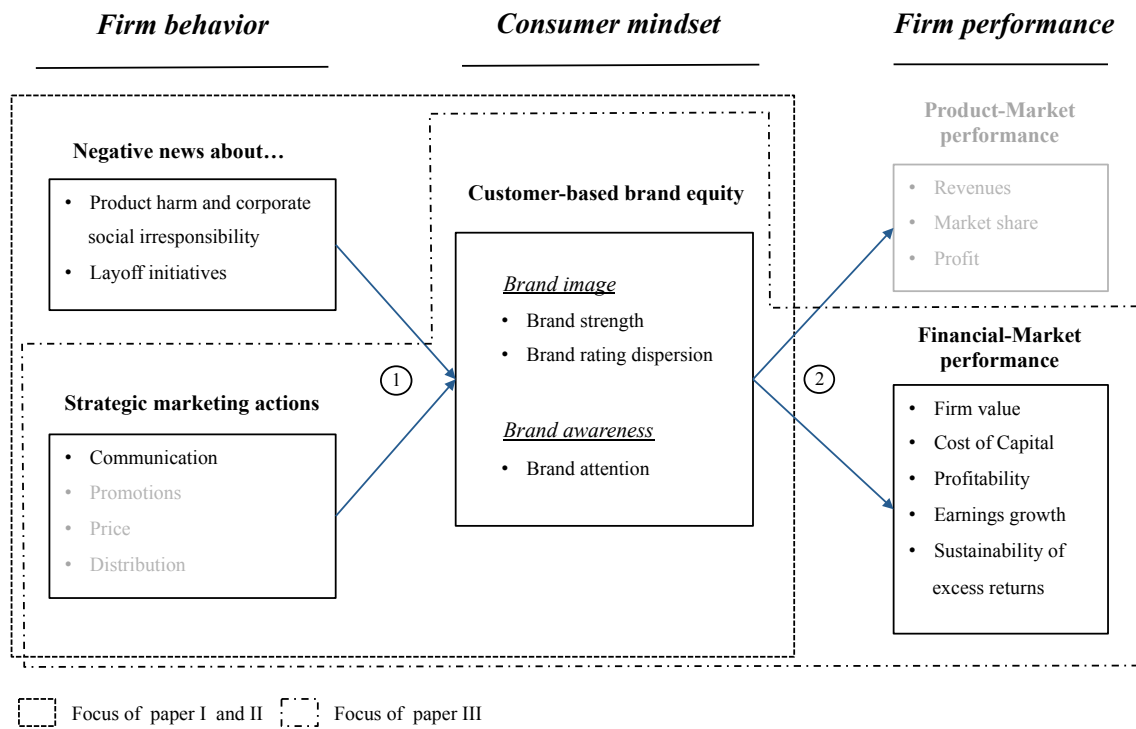 Firm behavior
Consumer mindset
Firm performance
Negative news about…
• Product harm and corporate
social irresponsibility
• Layoff initiatives
Strategic marketing actions
• Communication
• Promotions
• Price
• Distribution
1
Customer-based brand equity
Brand image
• Brand strength
• Brand rating dispersion
Brand awareness
• Brand attention
2
Product-Market
performance
• Revenues
• Market share
• Profit
Financial-Market
performance
• Firm value
• Cost of Capital
• Profitability
• Earnings growth
• Sustainability of
excess returns
Focus of paper I and II
Focus of paper III